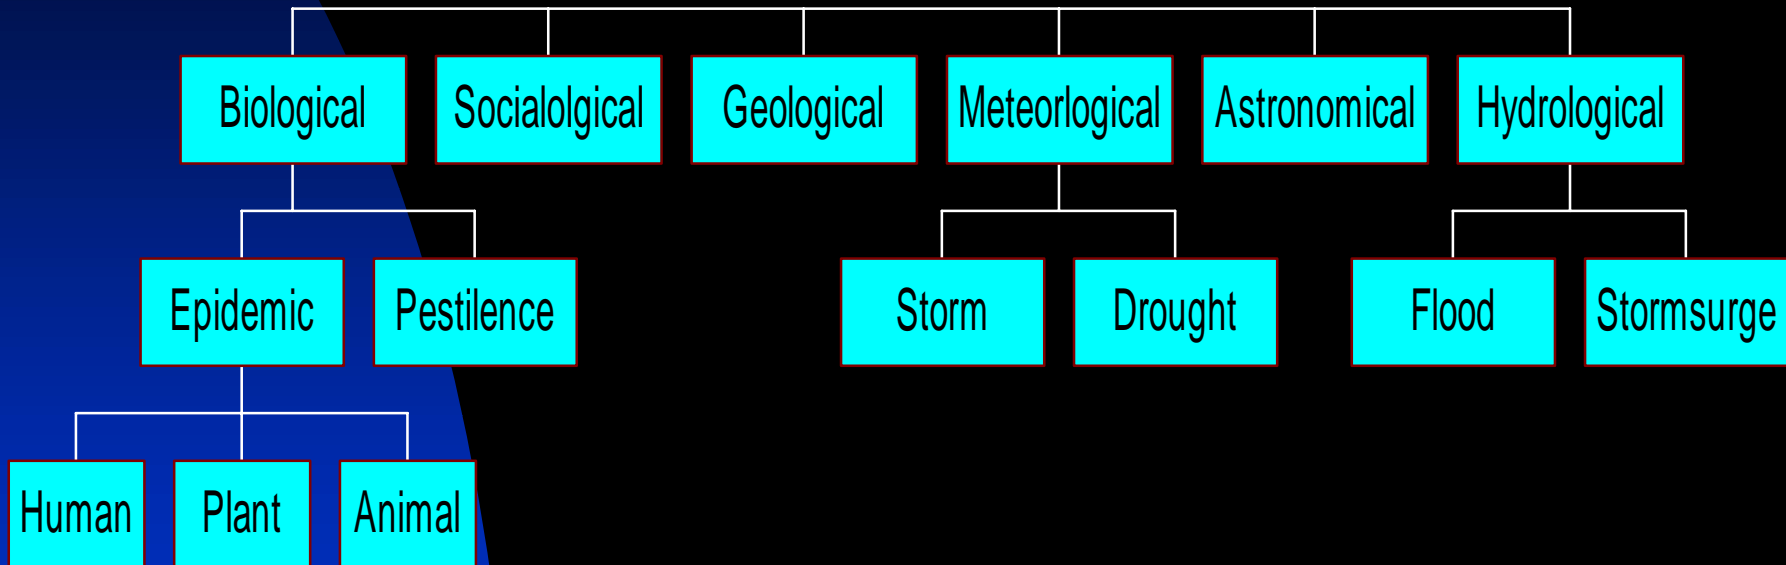 Biological
Socialolgical
Geological
Meteorlogical
Astronomical
Hydrological
Epidemic
Pestilence
Storm
Drought
Flood
Stormsurge
Human
Plant
Animal